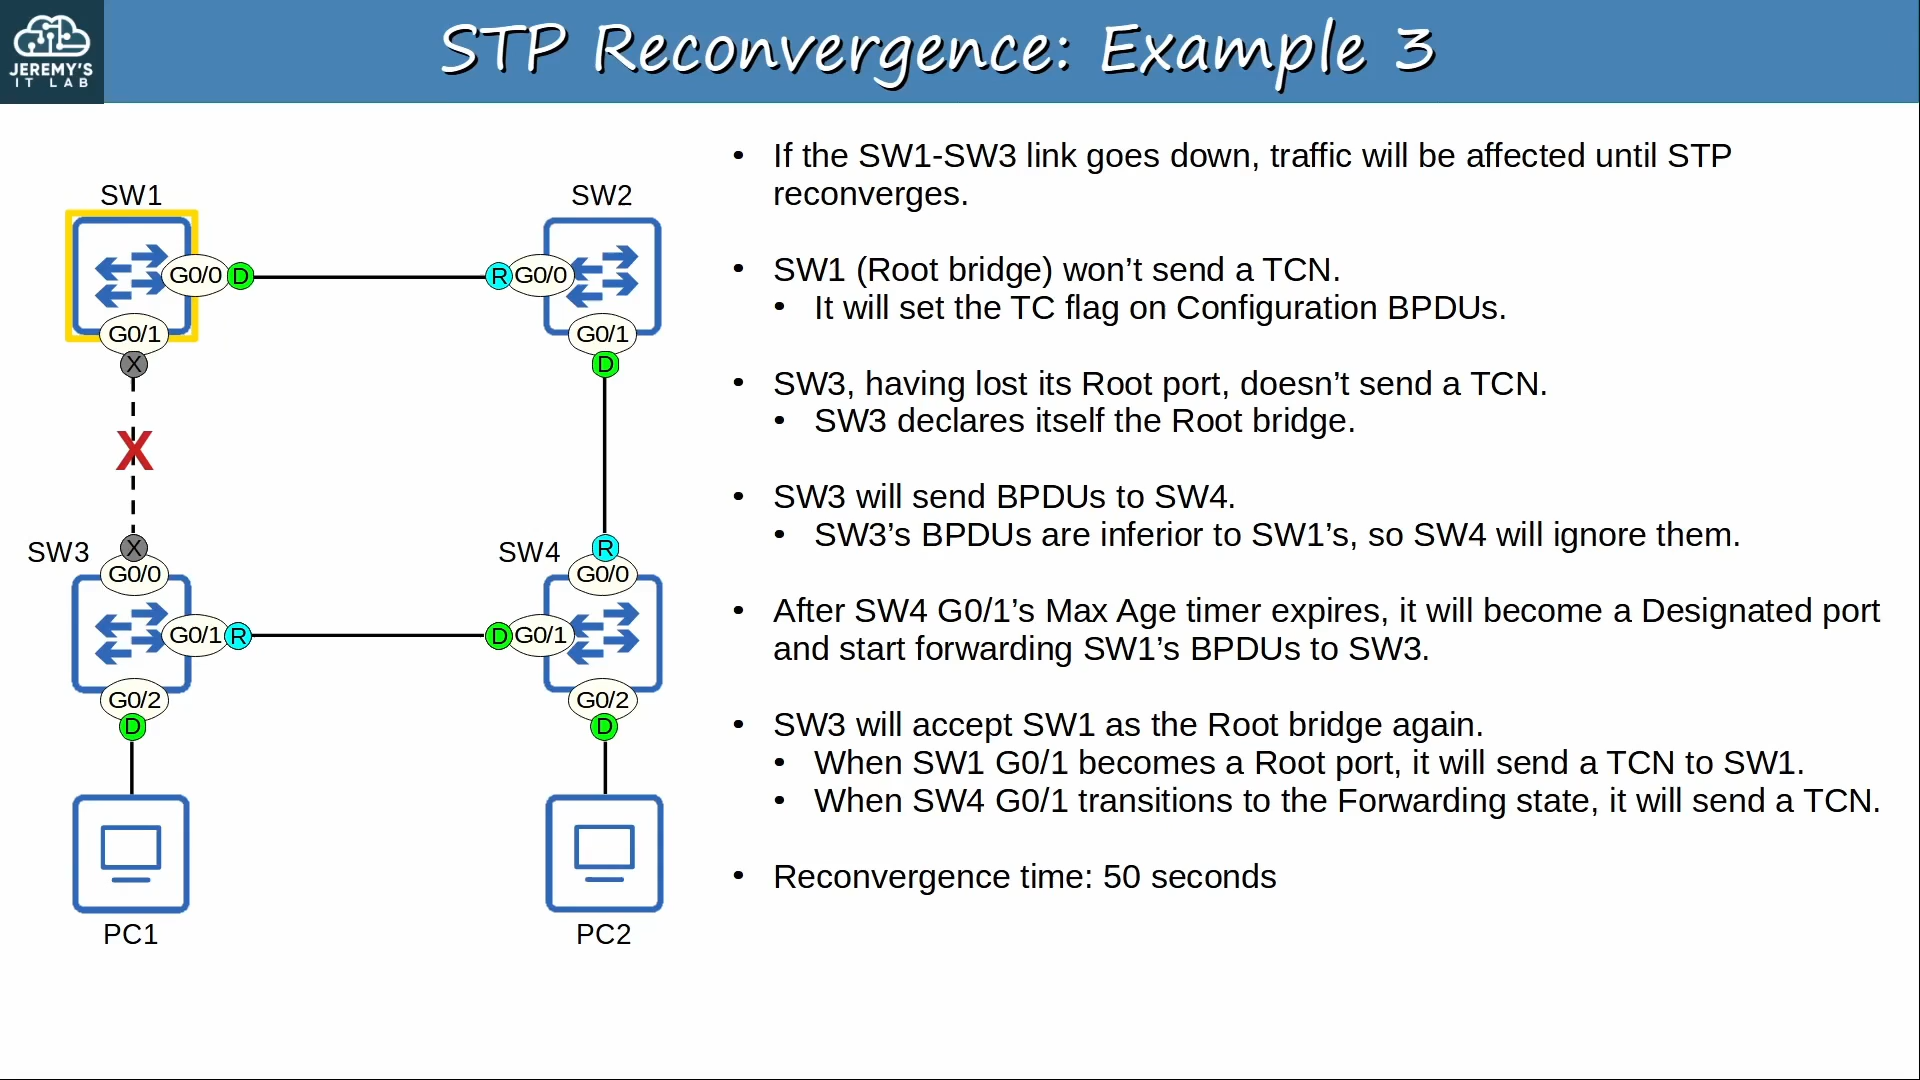 JEREMY'S
IT LAB
STP Reconvergence: Example 3
SW1
SW2
G0/0 D
R G0/0
G0/1
G0/1
X
D
X
SW3
SW4
X
R
G0/0
G0/0
G0/1 R
D G0/1
G0/2
G0/2
D
D
PC1
PC2
• If the SW1-SW3 link goes down, traffic will be affected until STP
reconverges.
• SW1 (Root bridge) won't send a TCN.
• It will set the TC flag on Configuration BPDUs.
• SW3, having lost its Root port, doesn't send a TCN.
• SW3 declares itself the Root bridge.
• SW3 will send BPDUs to SW4.
• SW3's BPDUs are inferior to SW1's, so SW4 will ignore them.
• After SW4 G0/1's Max Age timer expires, it will become a Designated port
and start forwarding SW1's BPDUs to SW3.
• SW3 will accept SW1 as the Root bridge again.
• When SW1 G0/1 becomes a Root port, it will send a TCN to SW1.
• When SW4 G0/1 transitions to the Forwarding state, it will send a TCN.
• Reconvergence time: 50 seconds